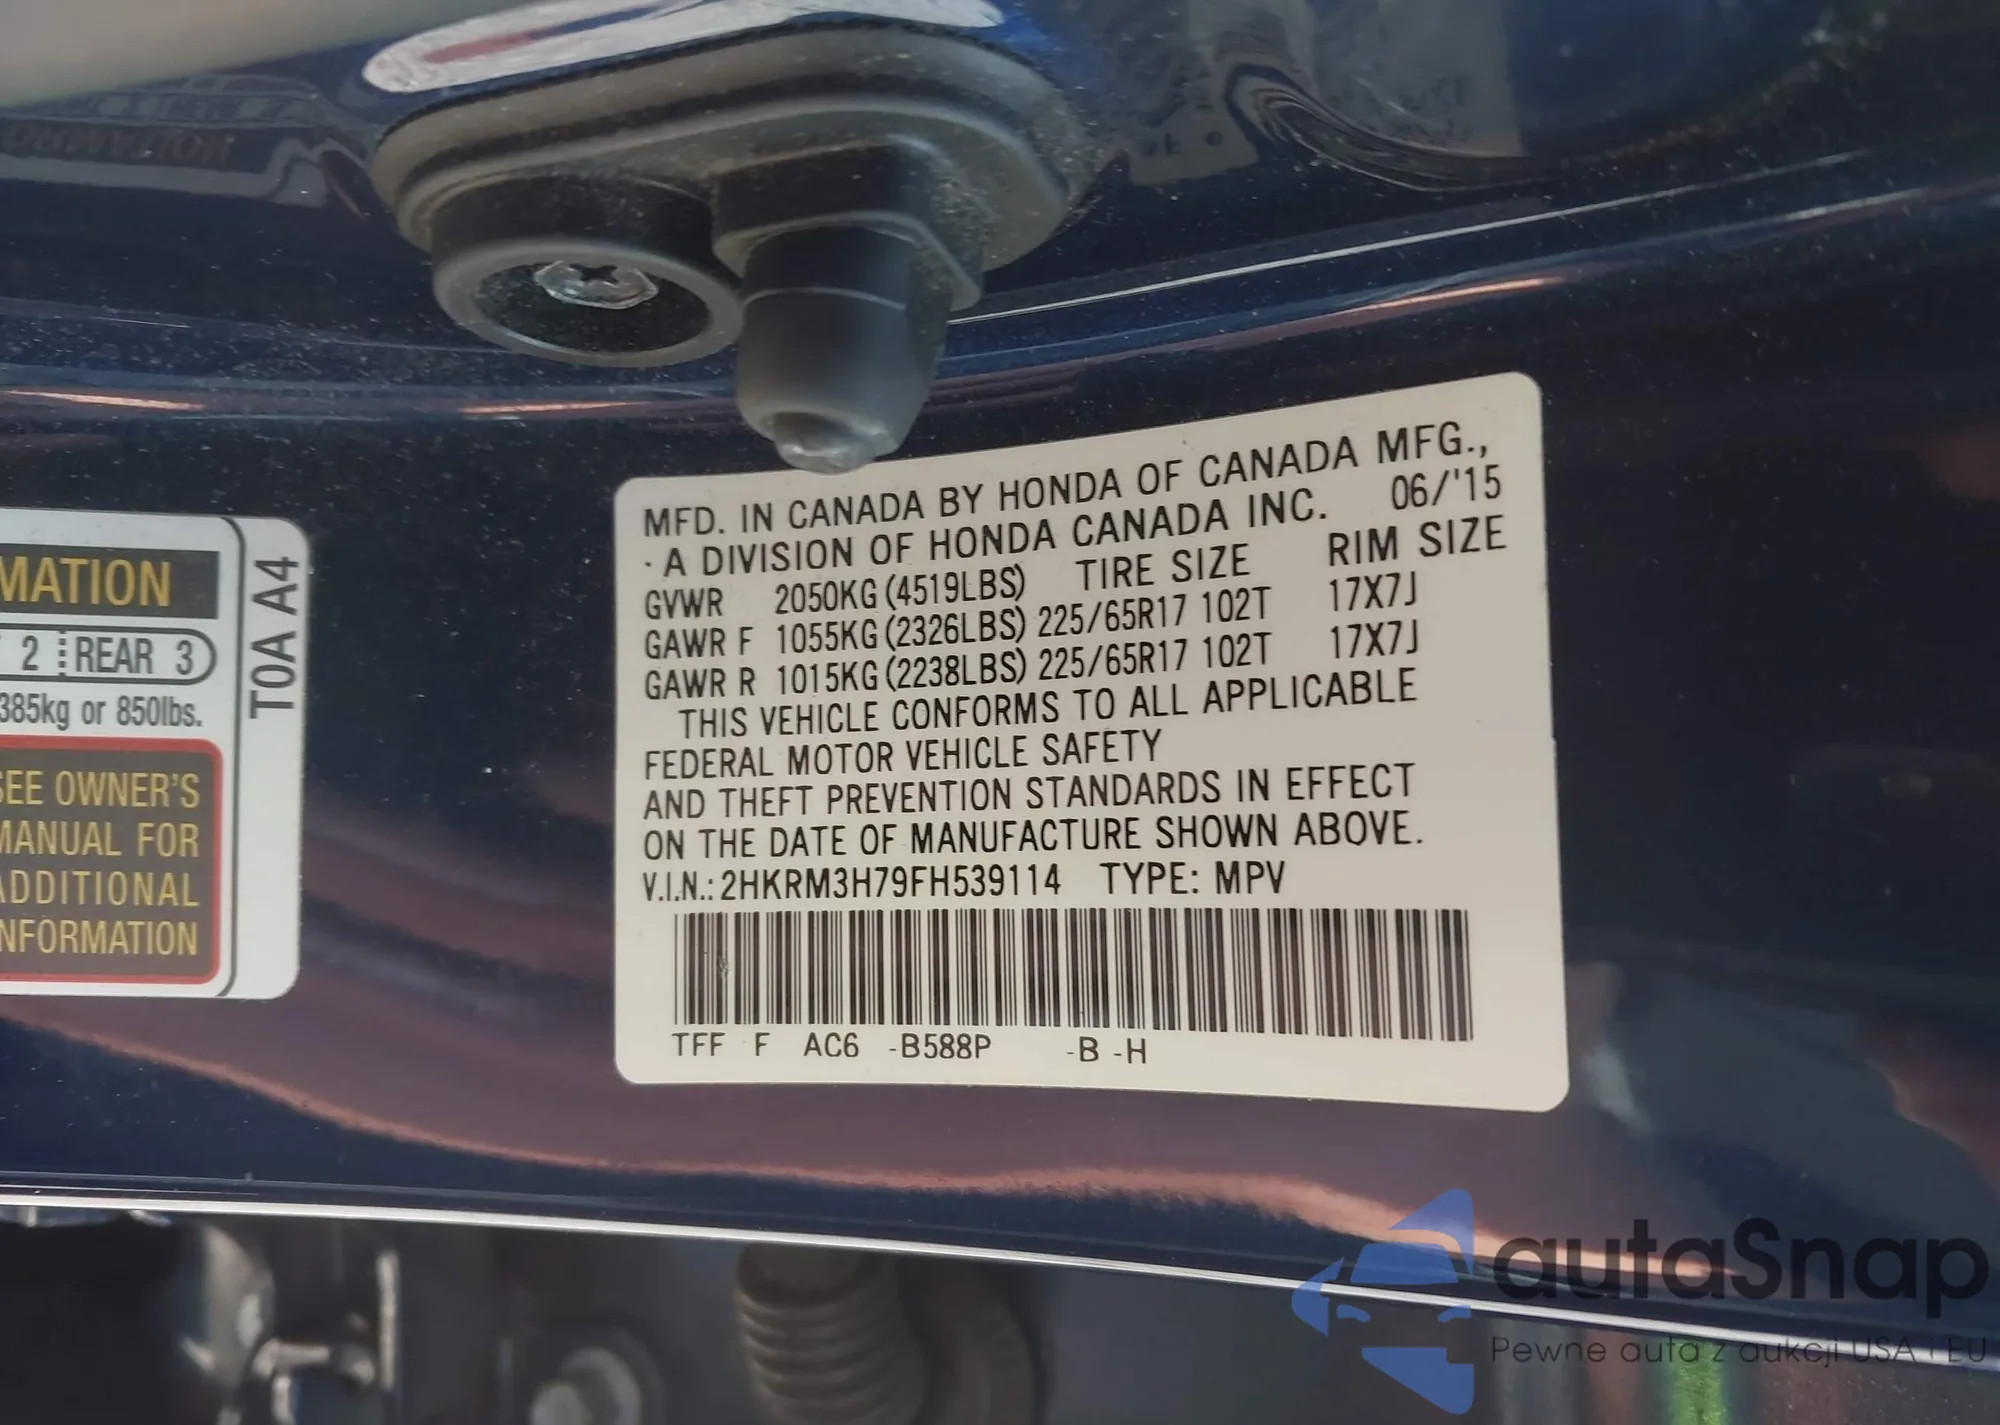 MFD. IN CANADA BY HONDA OF CANADA MFG.,
· A DIVISION OF HONDA CANADA INC. 06/'15
GVWR 2050KG (4519LBS) TIRE SIZE RIM SIZE
GAWR F 1055KG (2326LBS) 225/65R17 102T 17X7J
GAWR R 1015KG (2238LBS) 225/65R17 102T 17X7J
THIS VEHICLE CONFORMS TO ALL APPLICABLE
FEDERAL MOTOR VEHICLE SAFETY
AND THEFT PREVENTION STANDARDS IN EFFECT
ON THE DATE OF MANUFACTURE SHOWN ABOVE.
V.I.N.: 2HKRM3H79FH539114 TYPE: MPV
TFF F AC6 -B588P -B -H
MATION
2 REAR 3
385kg or 850lbs.
SEE OWNER'S
MANUAL FOR
ADDITIONAL
INFORMATION
T0A A4
autaSnap
Pewne auta z aukcji USA i EU